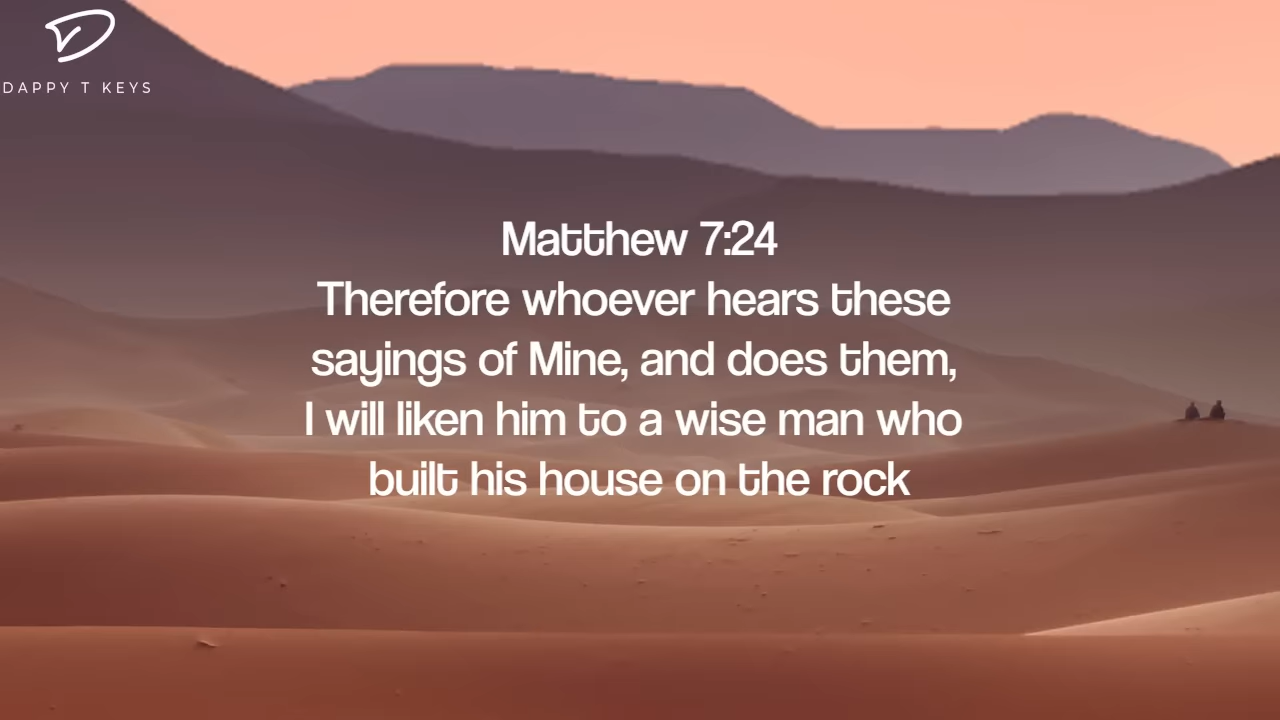 DAPPY T KEYS
Matthew 7:24
Therefore whoever hears these
sayings of Mine, and does them,
I will liken him to a wise man who
built his house on the rock